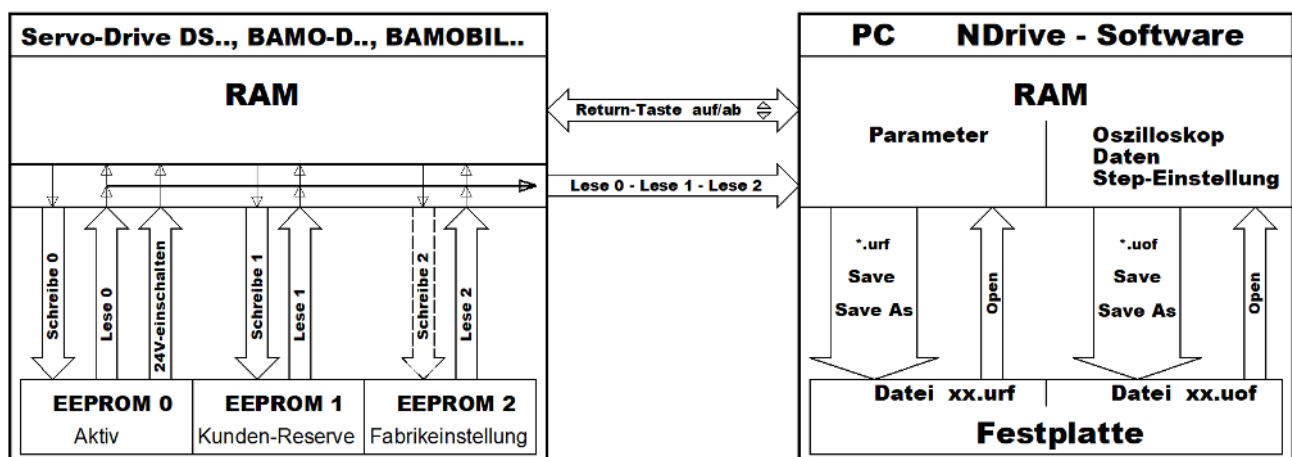 Servo-Drive DS.., BAMO-D.., BAMOBIL..
RAM
Schreibe 0
Lese 0
24V-einschalten
Schreibe 1
Lese 1
Schreibe 2
Lese 2
EEPROM 0
Aktiv
EEPROM 1
Kunden-Reserve
EEPROM 2
Fabrikeinstellung
Return-Taste auf/ab
Lese 0 - Lese 1 - Lese 2
PC NDrive - Software
RAM
Parameter
Oszilloskop
Daten
Step-Einstellung
*.urf
Save
Save As
Open
*.uof
Save
Save As
Open
Datei xx.urf
Datei xx.uof
Festplatte